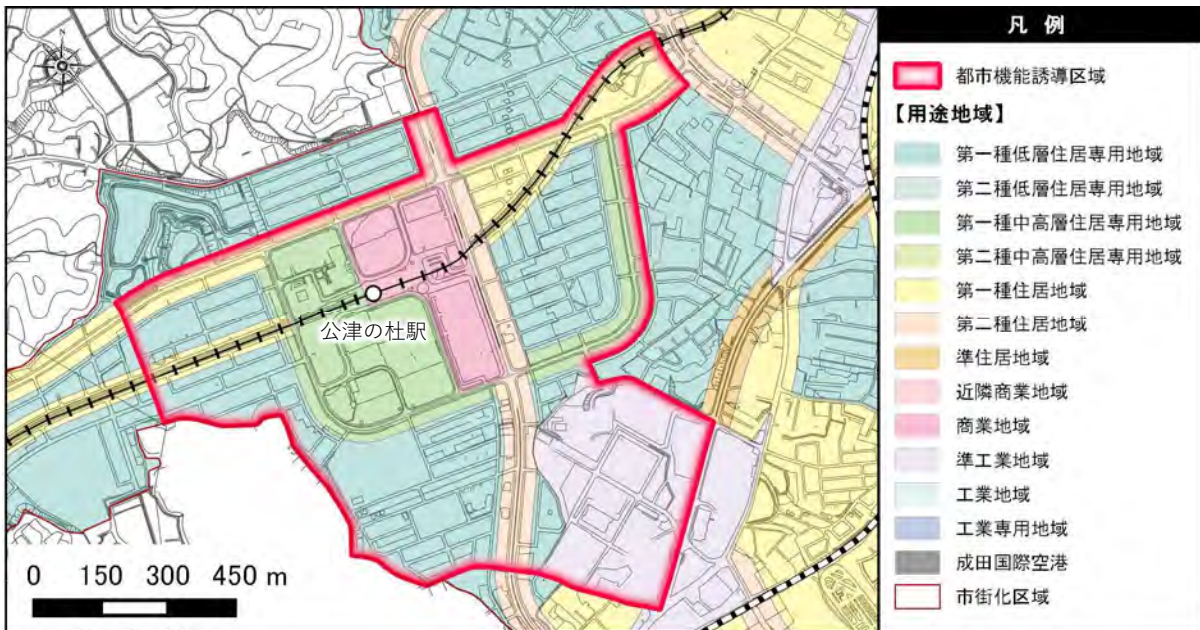 N
公津の杜駅
0 150 300 450 m
凡 例
都市機能誘導区域
【用途地域】
第一種低層住居専用地域
第二種低層住居専用地域
第一種中高層住居専用地域
第二種中高層住居専用地域
第一種住居地域
第二種住居地域
準住居地域
近隣商業地域
商業地域
準工業地域
工業地域
工業専用地域
成田国際空港
市街化区域